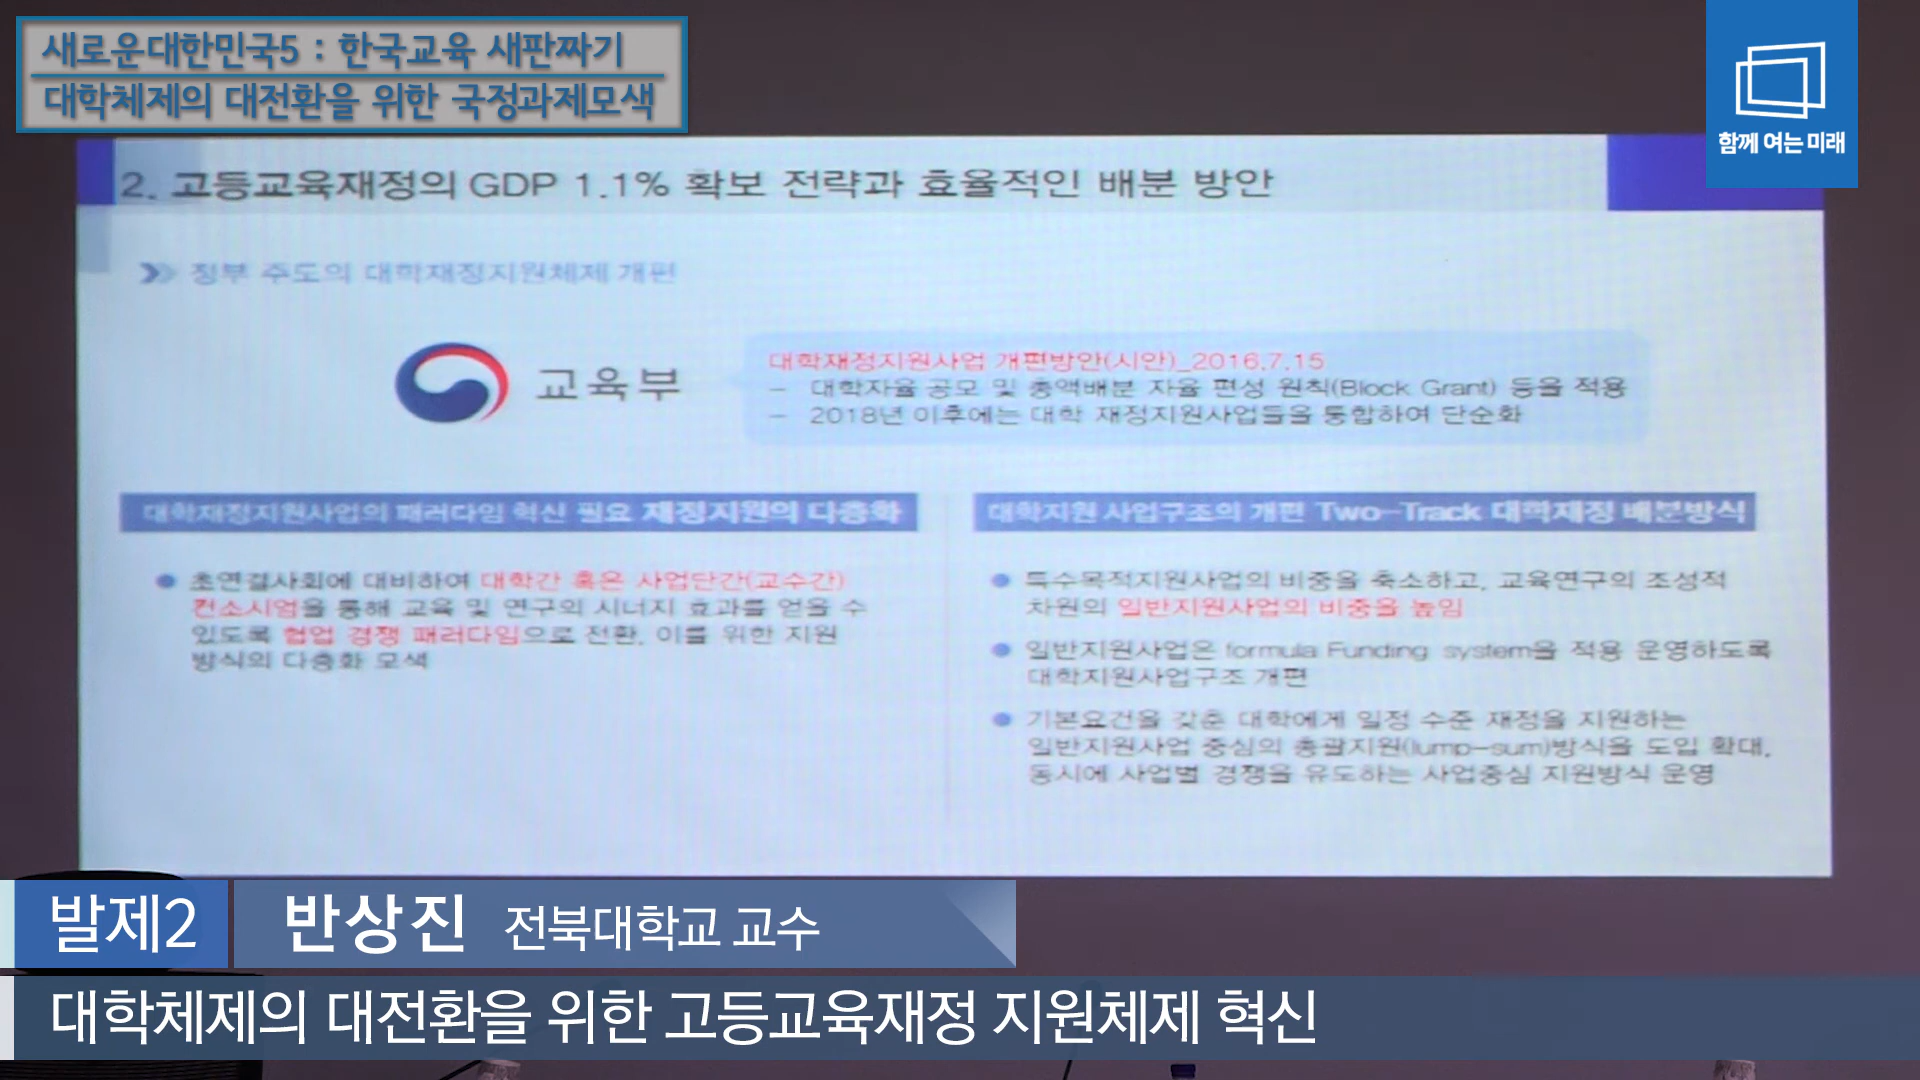 새로운대한민국5 : 한국교육 새판짜기
대학체제의 대전환을 위한 국정과제모색
함께 여는 미래
2. 고등교육재정의 GDP 1.1% 확보 전략과 효율적인 배분 방안
정부 주도의 대학재정지원체제 개편
교육부
대학재정지원사업 개편방안(시안)_2016.7.15
- 대학자율 공모 및 총액배분 자율 편성 원칙(Block Grant) 등을 적용
- 2018년 이후에는 대학 재정지원사업들을 통합하여 단순화
대학재정지원사업의 패러다임 혁신 필요 재정지원의 다층화
초연결사회에 대비하여 대학간 혹은 사업단간(교수간)
컨소시엄을 통해 교육 및 연구의 시너지 효과를 얻을 수
있도록 협업 경쟁 패러다임으로 전환, 이를 위한 지원
방식의 다층화 모색
대학지원 사업구조의 개편 Two-Track 대학재정 배분방식
특수목적지원사업의 비중을 축소하고, 교육연구의 조성적
차원의 일반지원사업의 비중을 높임
일반지원사업은 formula Funding system을 적용 운영하도록
대학지원사업구조 개편
기본요건을 갖춘 대학에게 일정 수준 재정을 지원하는
일반지원사업 중심의 총괄지원(lump-sum)방식을 도입 확대,
동시에 사업별 경쟁을 유도하는 사업중심 지원방식 운영
발제2 반상진 전북대학교 교수
대학체제의 대전환을 위한 고등교육재정 지원체제 혁신